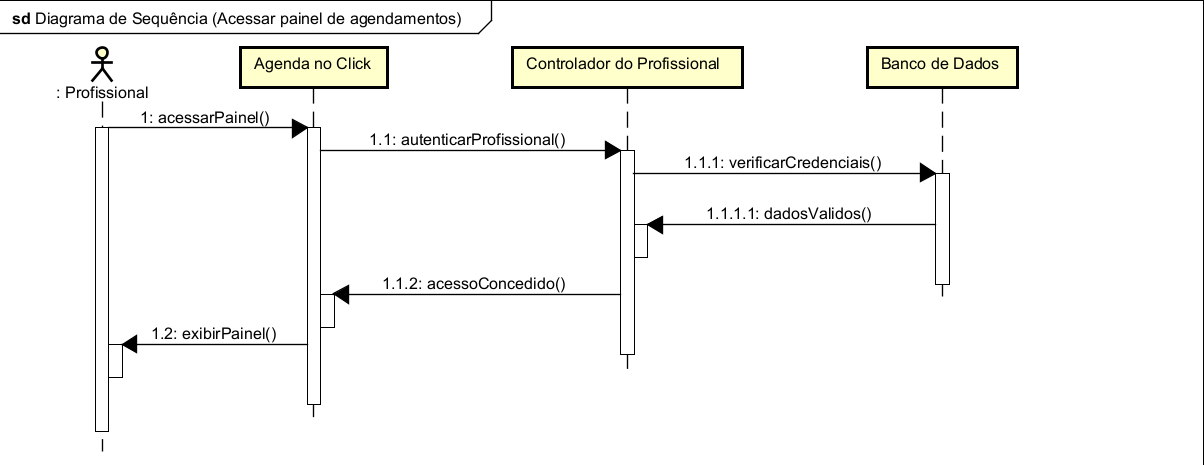 sd Diagrama de Sequência (Acessar painel de agendamentos)
: Profissional
Agenda no Click
Controlador do Profissional
Banco de Dados
1: acessarPainel()
1.1: autenticarProfissional()
1.1.1: verificarCredenciais()
1.1.1.1: dadosValidos()
1.1.2: acessoConcedido()
1.2: exibirPainel()